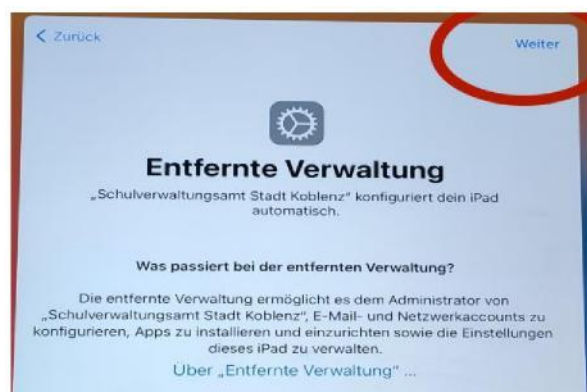 Zurück
Weiter
Entfernte Verwaltung
„Schulverwaltungsamt Stadt Koblenz“ konfiguriert dein iPad
automatisch.
Was passiert bei der entfernten Verwaltung?
Die entfernte Verwaltung ermöglicht es dem Administrator von
„Schulverwaltungsamt Stadt Koblenz“, E-Mail- und Netzwerkaccounts zu
konfigurieren, Apps zu installieren und einzurichten sowie die Einstellungen
dieses iPad zu verwalten.
Über „Entfernte Verwaltung“ ...